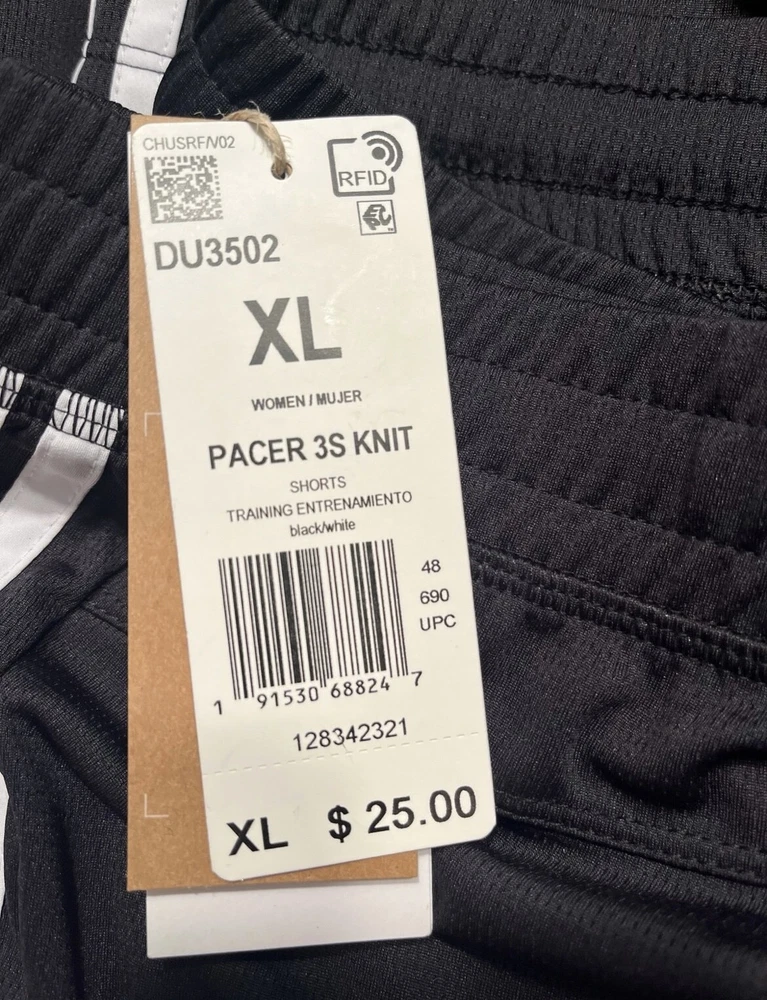 CHUSRF/V02
RFID
DU3502
XL
WOMEN / MUJER
PACER 3S KNIT
SHORTS
TRAINING ENTRENAMIENTO
black/white
48
690
UPC
1 91530 68824 7
128342321
XL $ 25.00